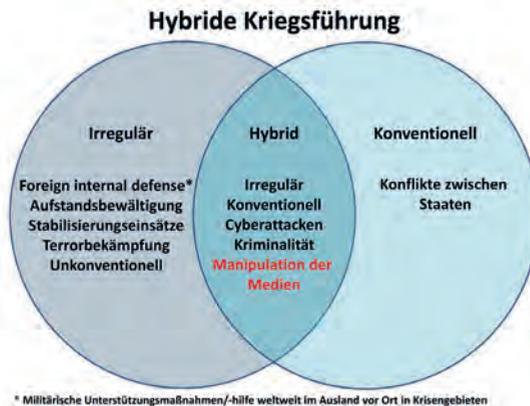 Hybride Kriegsführung
Irregulär
Foreign internal defense*
Aufstandsbewältigung
Stabilisierungseinsätze
Terrorbekämpfung
Unkonventionell
Hybrid
Irregulär
Konventionell
Cyberattacken
Kriminalität
Manipulation der
Medien
Konventionell
Konflikte zwischen
Staaten
* Militärische Unterstützungsmaßnahmen/-hilfe weltweit im Ausland vor Ort in Krisengebieten